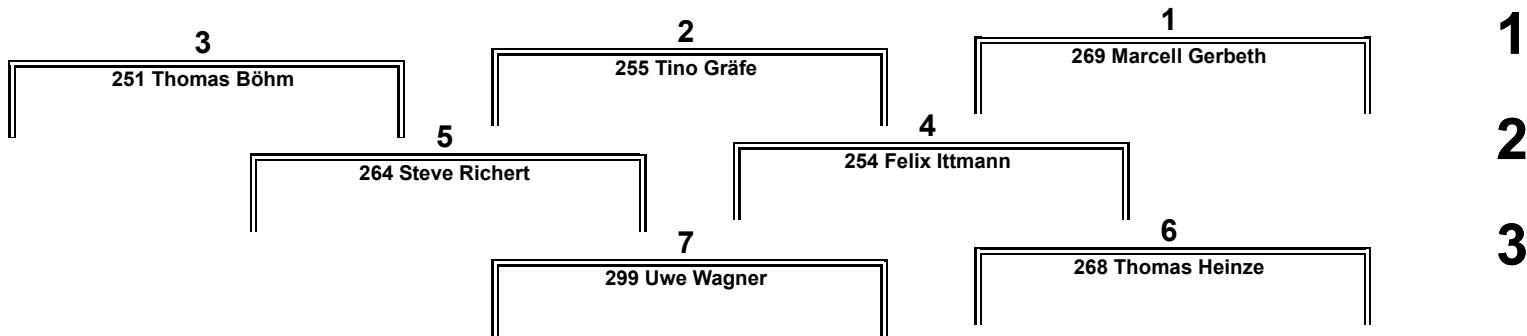 3
251 Thomas Böhm
2
255 Tino Gräfe
1
269 Marcell Gerbeth
1
5
264 Steve Richert
4
254 Felix Ittmann
2
7
299 Uwe Wagner
6
268 Thomas Heinze
3